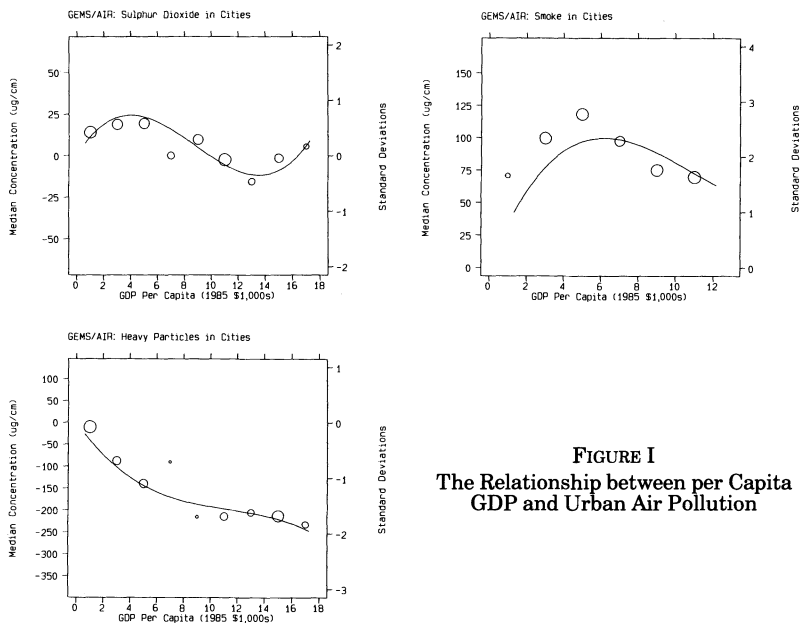 GEMS/AIR: Sulphur Dioxide in Cities
Median Concentration (ug/cm)
50
25
0
-25
-50
2
1
0
-1
-2
Standard Deviations
0 2 4 6 8 10 12 14 16 18
GDP Per Capita (1985 $1,000s)
GEMS/AIR: Smoke in Cities
Median Concentration (ug/cm)
150
125
100
75
50
25
0
4
3
2
1
0
Standard Deviations
0 2 4 6 8 10 12
GDP Per Capita (1985 $1,000s)
GEMS/AIR: Heavy Particles in Cities
Median Concentration (ug/cm)
100
50
0
-50
-100
-150
-200
-250
-300
-350
1
0
-1
-2
-3
Standard Deviations
0 2 4 6 8 10 12 14 16 18
GDP Per Capita (1985 $1,000s)
FIGURE I
The Relationship between per Capita
GDP and Urban Air Pollution